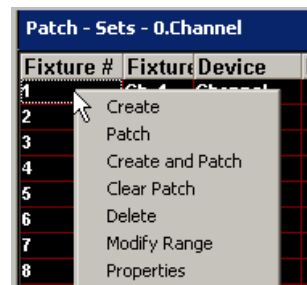 Patch - Sets - 0.Channel
Fixture # Fixture Device
1
Create
2
Patch
3
Create and Patch
4
Clear Patch
5
Delete
6
Modify Range
7
Properties
8